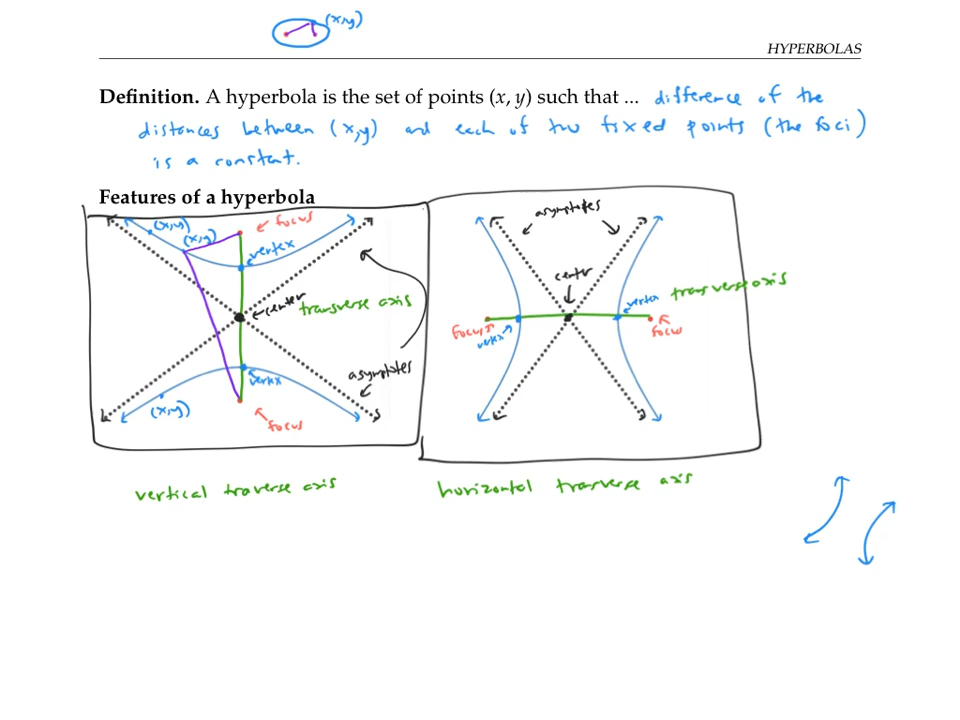 (x,y)
HYPERBOLAS
Definition. A hyperbola is the set of points (x, y) such that ... difference of the
distances between (x,y) and each of two fixed points (the foci)
is a constant.
Features of a hyperbola
(x,y)
(x,y)
focus
vertex
center
transverse axis
asymptotes
vertex
(x,y)
focus
asymptotes
center
vertex
transverse axis
focus
vertex
focus
vertical traverse axis
horizontal trasverse axis